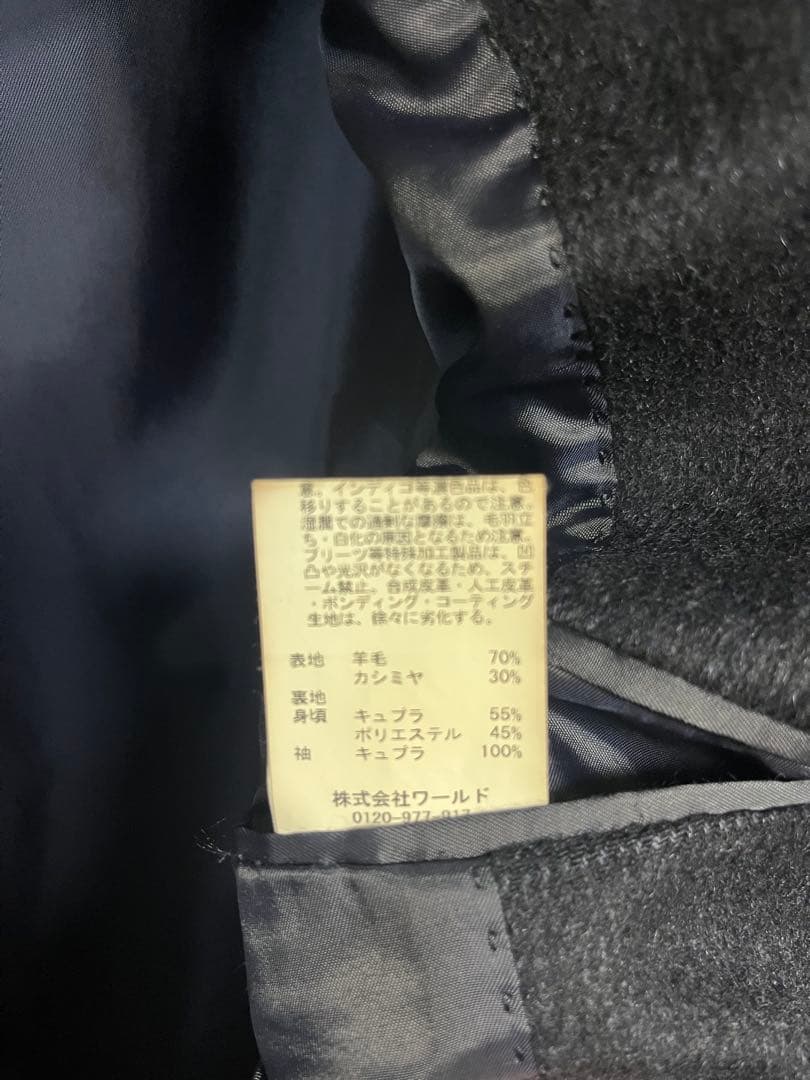 意。インディゴ等濃色品は、色
移りすることがあるので注意。
湿潤での過剰な摩擦は、毛羽立
ち・白化の原因となるため注意。
プリーツ等特殊加工製品は、凹
凸や光沢がなくなるため、スチ
ーム禁止。合成皮革・人工皮革
・ボンディング・コーティング
生地は、徐々に劣化する。
表地 羊毛 70%
カシミヤ 30%
裏地
身頃 キュプラ 55%
ポリエステル 45%
袖 キュプラ 100%
株式会社ワールド
0120-977-917